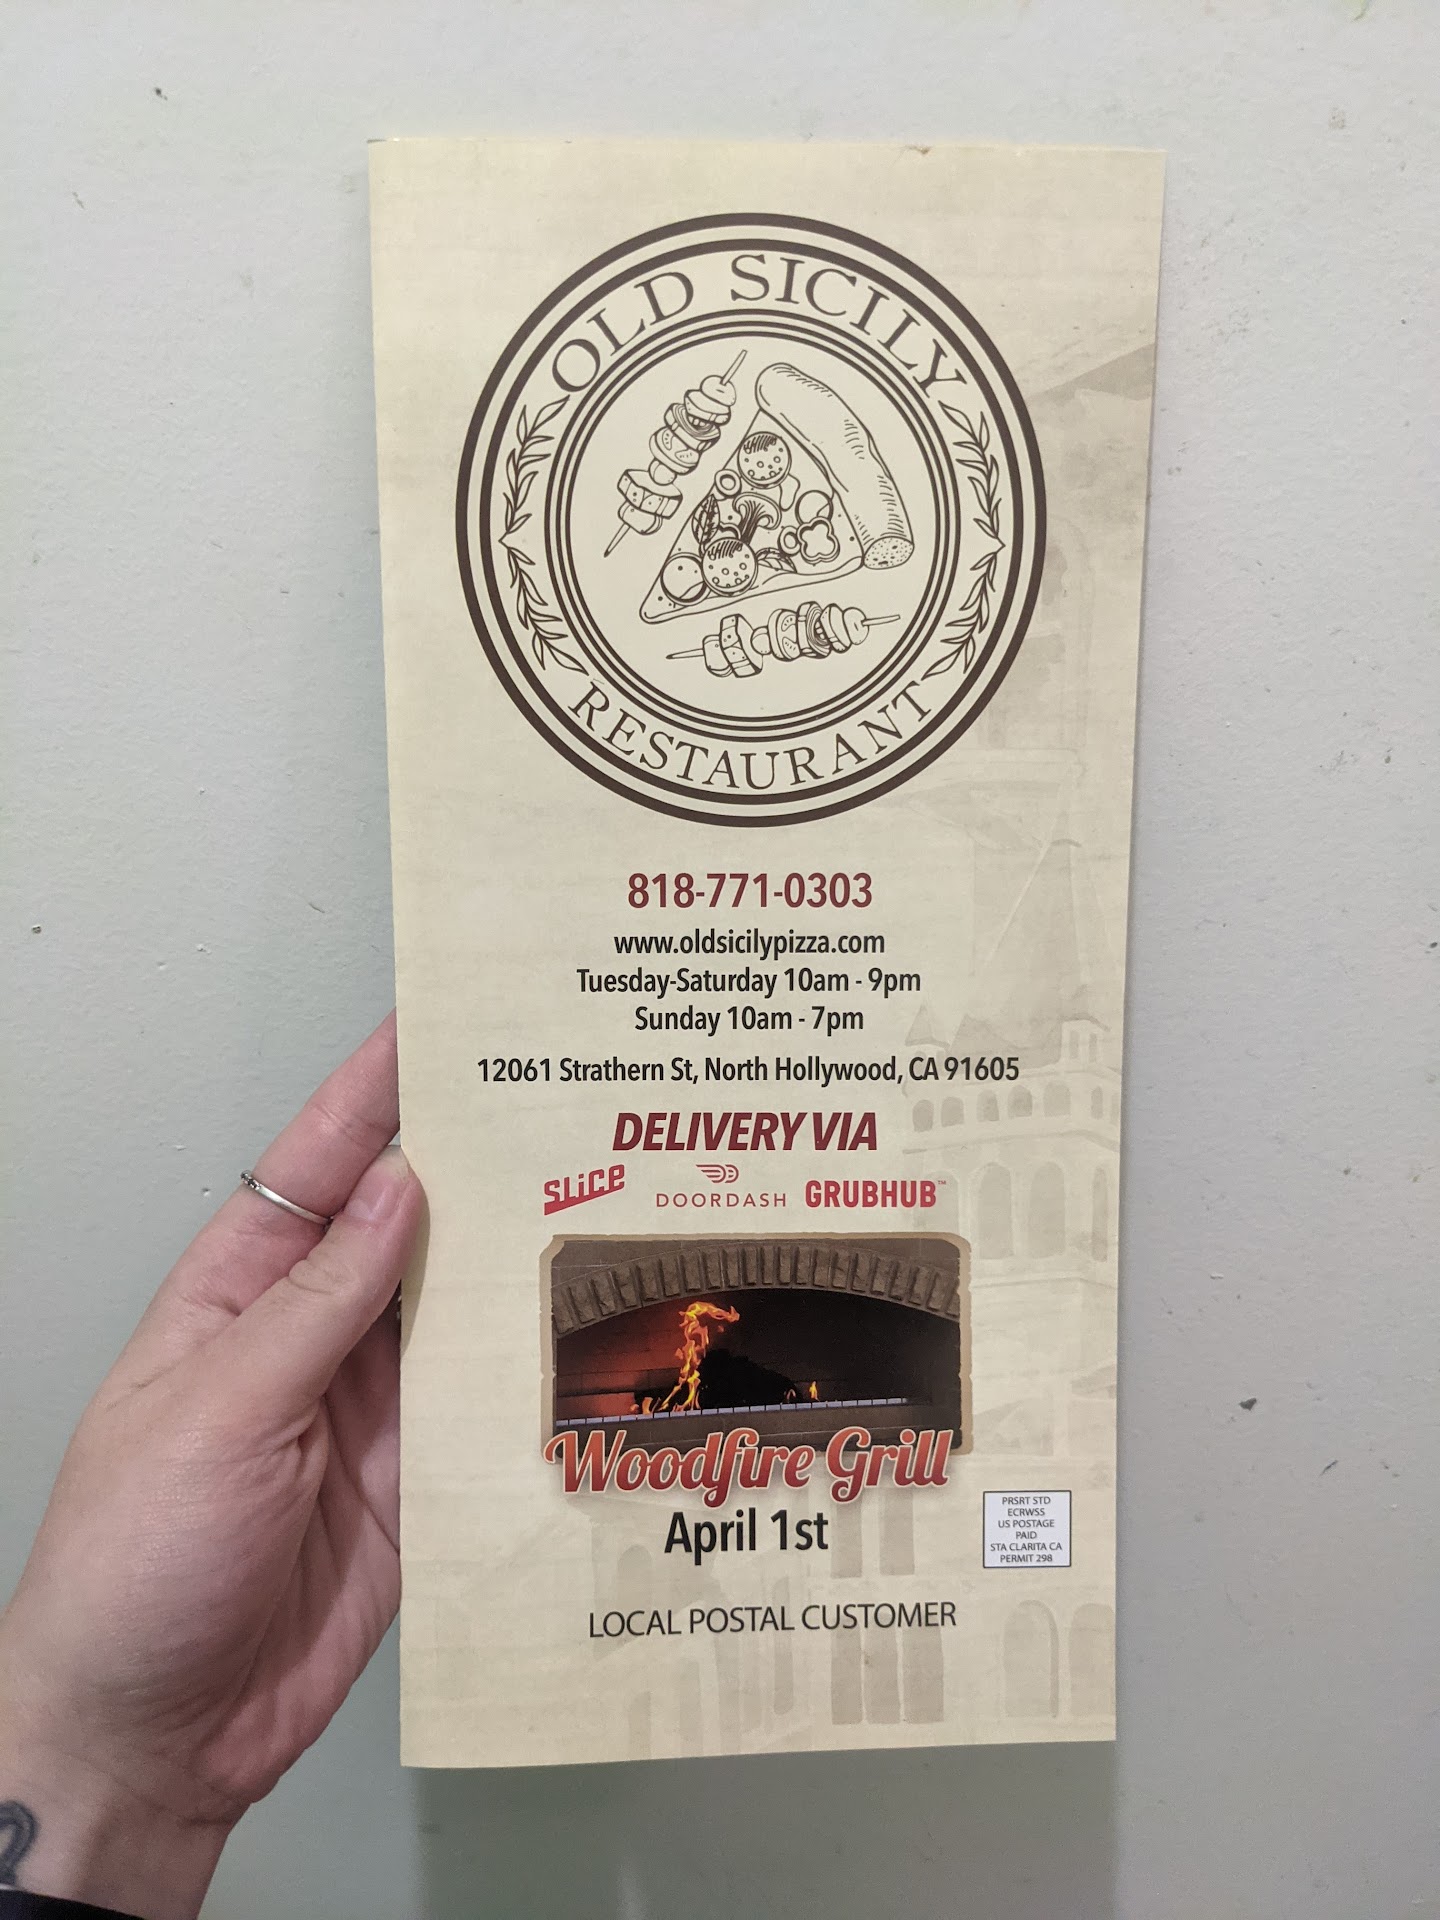 OLD SICILY
RESTAURANT
818-771-0303
www.oldsicilypizza.com
Tuesday-Saturday 10am - 9pm
Sunday 10am - 7pm
12061 Strathern St, North Hollywood, CA 91605
DELIVERY VIA
SLiCe DOORDASH GRUBHUB™
Woodfire Grill
April 1st
PRSRT STD
ECRWSS
US POSTAGE
PAID
STA CLARITA CA
PERMIT 298
LOCAL POSTAL CUSTOMER